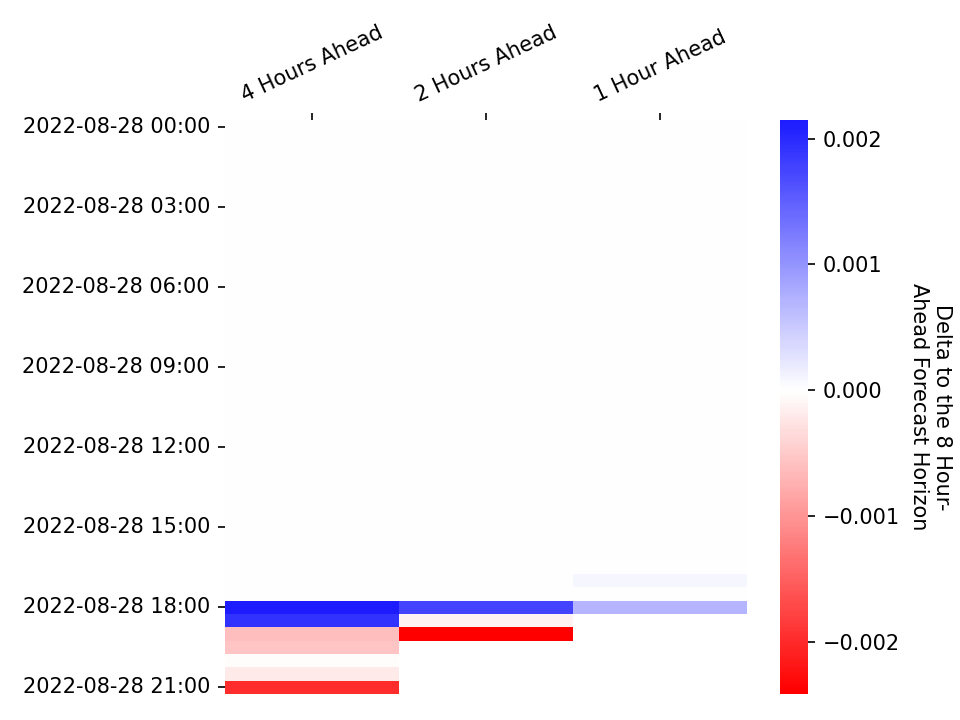 4 Hours Ahead
2 Hours Ahead
1 Hour Ahead
2022-08-28 00:00
2022-08-28 03:00
2022-08-28 06:00
2022-08-28 09:00
2022-08-28 12:00
2022-08-28 15:00
2022-08-28 18:00
2022-08-28 21:00
0.002
0.001
0.000
−0.001
−0.002
Delta to the 8 Hour-
Ahead Forecast Horizon